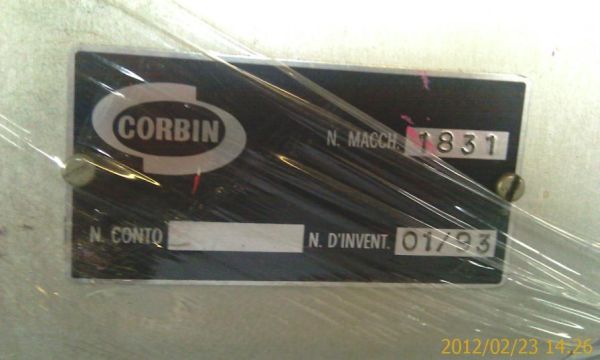 CORBIN
N. MACCH. 1831
N. CONTO N. D'INVENT. 01/93
2012/02/23 14:26